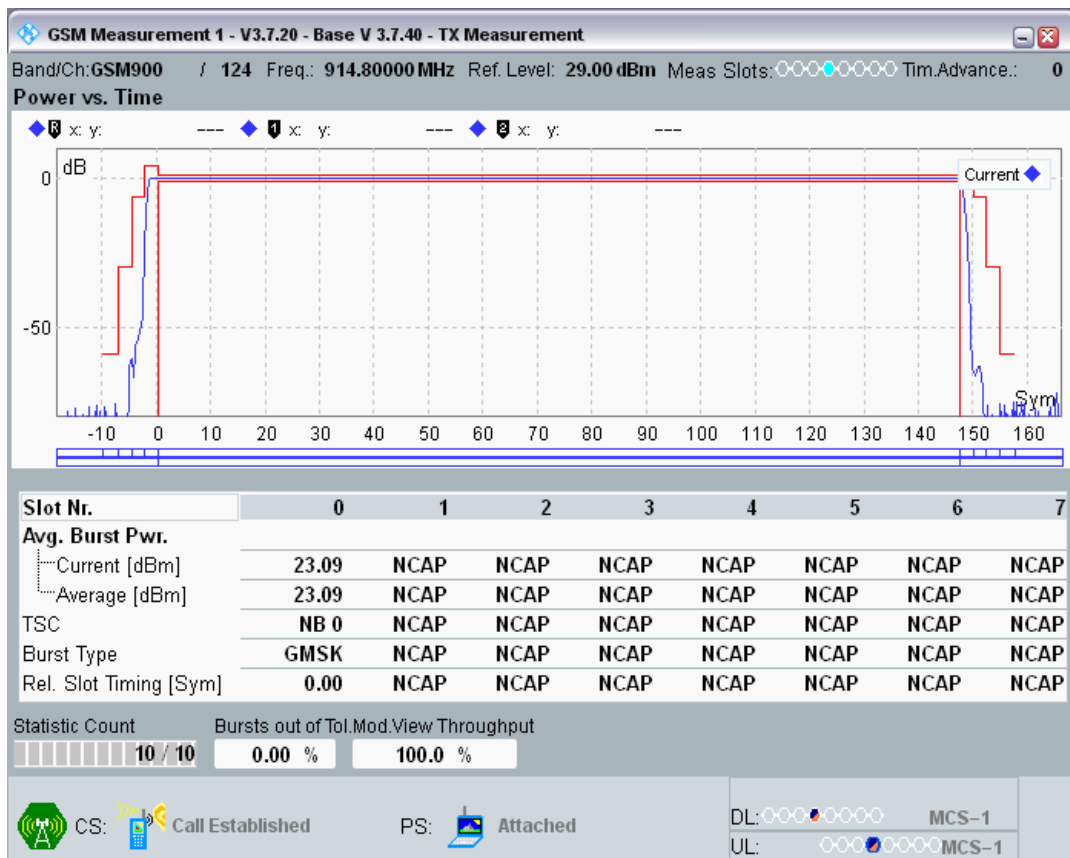 GSM Measurement 1 - V3.7.20 - Base V 3.7.40 - TX Measurement
Band/Ch:GSM900 / 124 Freq.: 914.80000 MHz Ref. Level: 29.00 dBm Meas Slots: Tim.Advance.: 0
Power vs. Time
R x: y: --- 1 x: y: --- 2 x: y: ---
dB
Current
0
-50
Sym
-10 0 10 20 30 40 50 60 70 80 90 100 110 120 130 140 150 160
Slot Nr. 0 1 2 3 4 5 6 7
Avg. Burst Pwr.
Current [dBm] 23.09 NCAP NCAP NCAP NCAP NCAP NCAP NCAP
Average [dBm] 23.09 NCAP NCAP NCAP NCAP NCAP NCAP NCAP
TSC NB 0 NCAP NCAP NCAP NCAP NCAP NCAP NCAP
Burst Type GMSK NCAP NCAP NCAP NCAP NCAP NCAP NCAP
Rel. Slot Timing [Sym] 0.00 NCAP NCAP NCAP NCAP NCAP NCAP NCAP
Statistic Count Bursts out of Tol.Mod.View Throughput
10 / 10 0.00 % 100.0 %
CS: Call Established PS: Attached
DL: MCS-1
UL: MCS-1